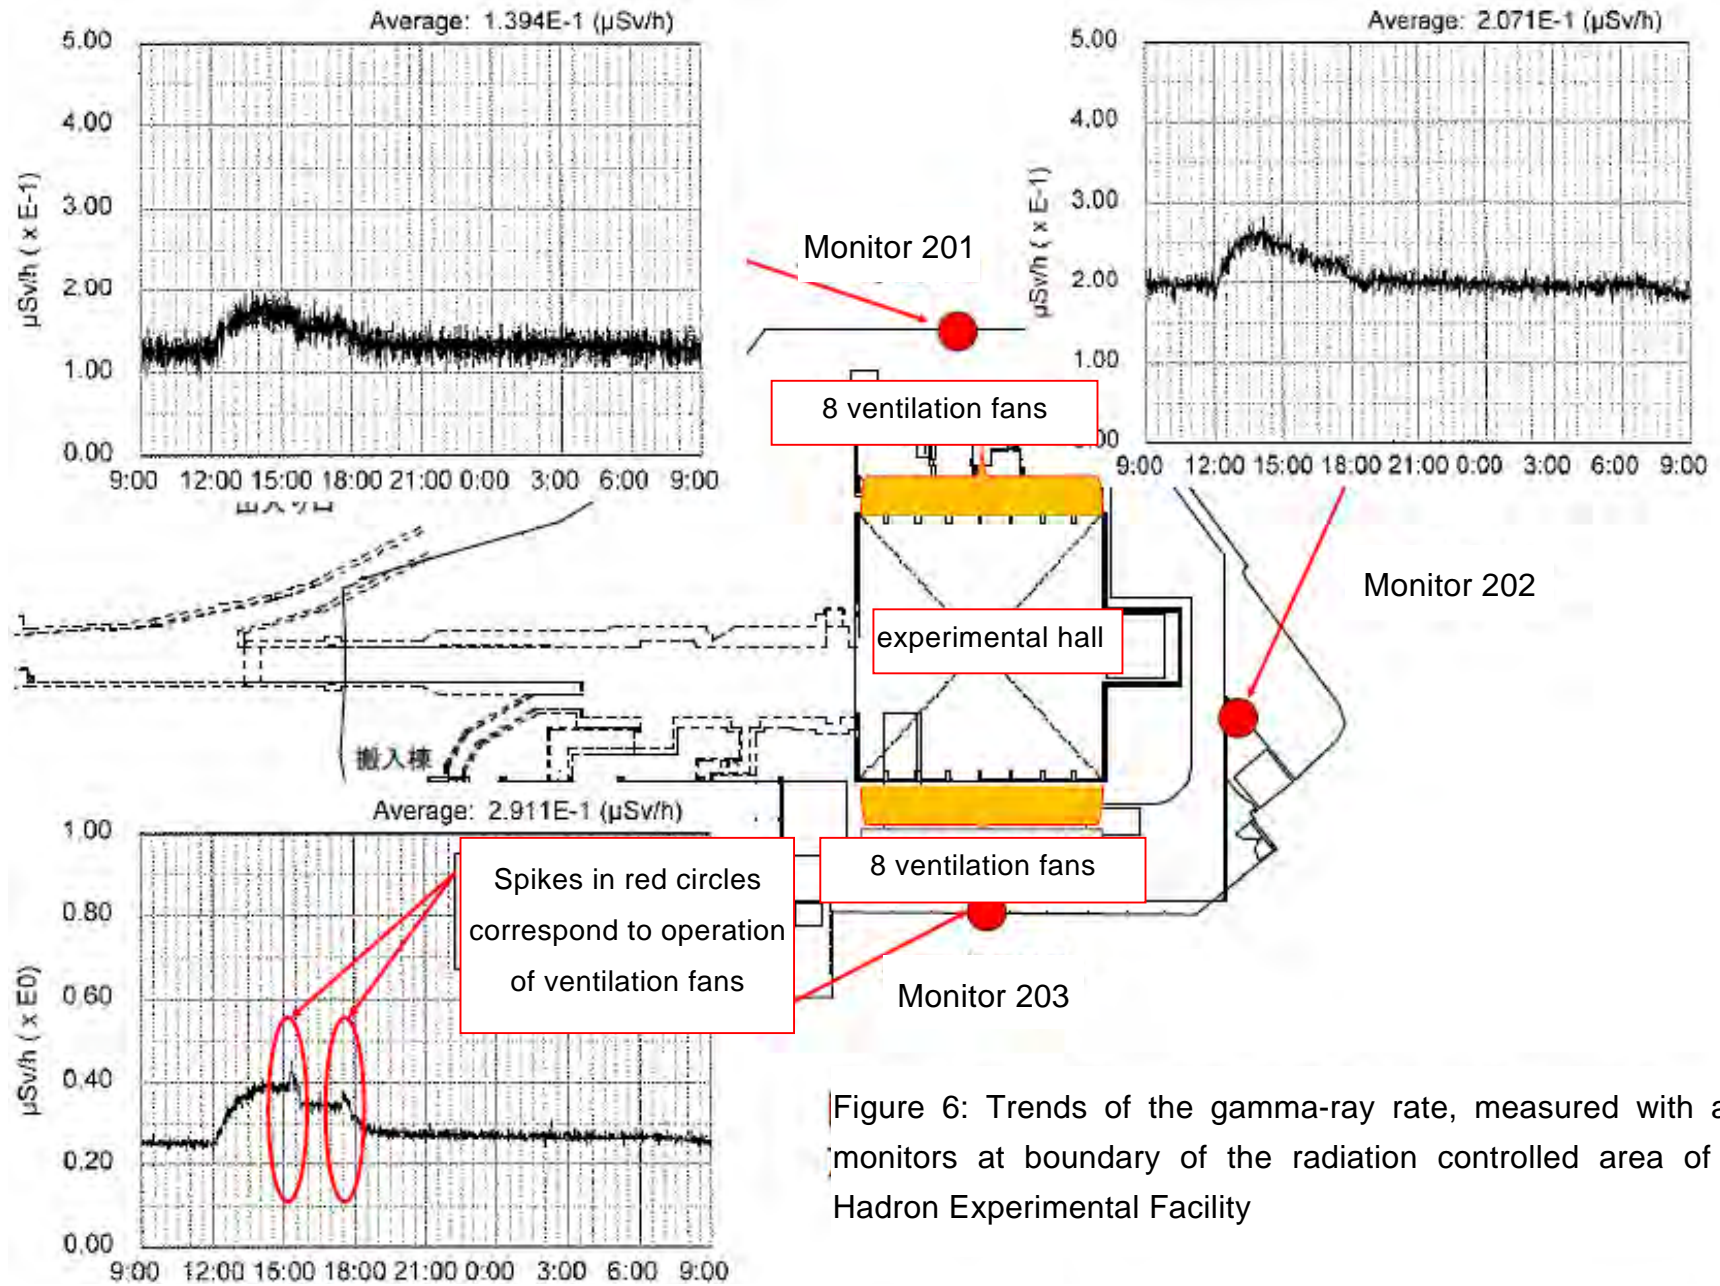 Average: 1.394E-1 (µSv/h)
5.00
4.00
3.00
2.00
1.00
0.00
µSv/h ( x E-1)
9:00 12:00 15:00 18:00 21:00 0:00 3:00 6:00 9:00
Average: 2.071E-1 (µSv/h)
5.00
4.00
3.00
2.00
1.00
µSv/h ( x E-1)
9:00 12:00 15:00 18:00 21:00 0:00 3:00 6:00 9:00
Monitor 201
8 ventilation fans
experimental hall
Monitor 202
搬入棟
8 ventilation fans
Monitor 203
Average: 2.911E-1 (µSv/h)
1.00
0.80
0.60
0.40
0.20
0.00
µSv/h ( x E0)
9:00 12:00 15:00 18:00 21:00 0:00 3:00 6:00 9:00
Spikes in red circles
correspond to operation
of ventilation fans
Figure 6: Trends of the gamma-ray rate, measured with
monitors at boundary of the radiation controlled area of
Hadron Experimental Facility